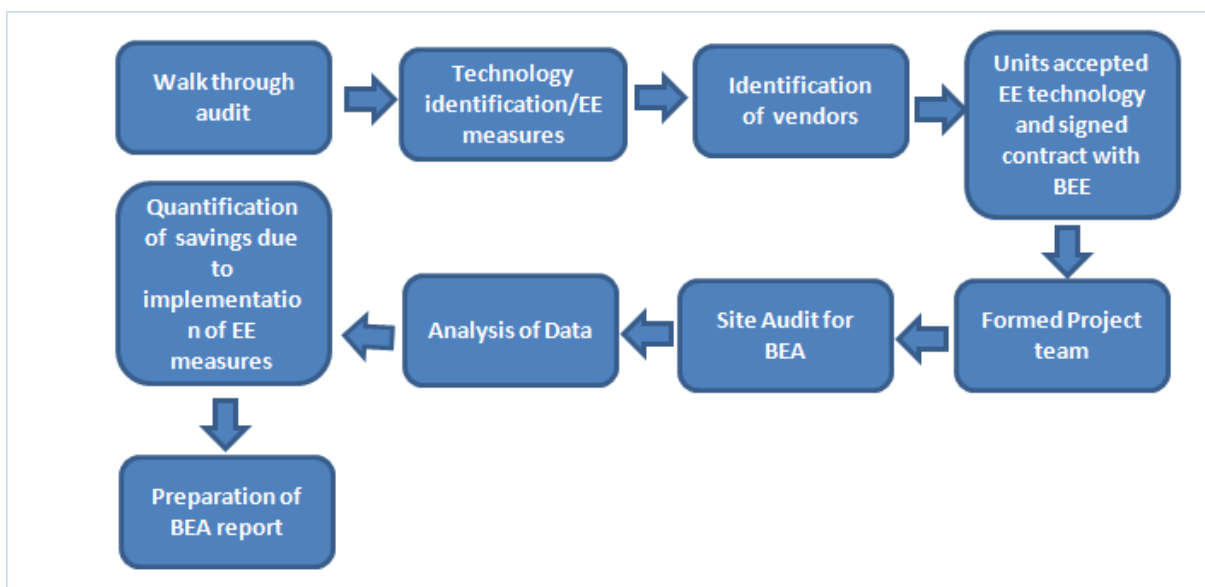 Walk through
audit
Technology
identification/EE
measures
Identification
of vendors
Units accepted
EE technology
and signed
contract with
BEE
Formed Project
team
Site Audit for
BEA
Analysis of Data
Quantification
of savings due
to
implementatio
n of EE
measures
Preparation of
BEA report